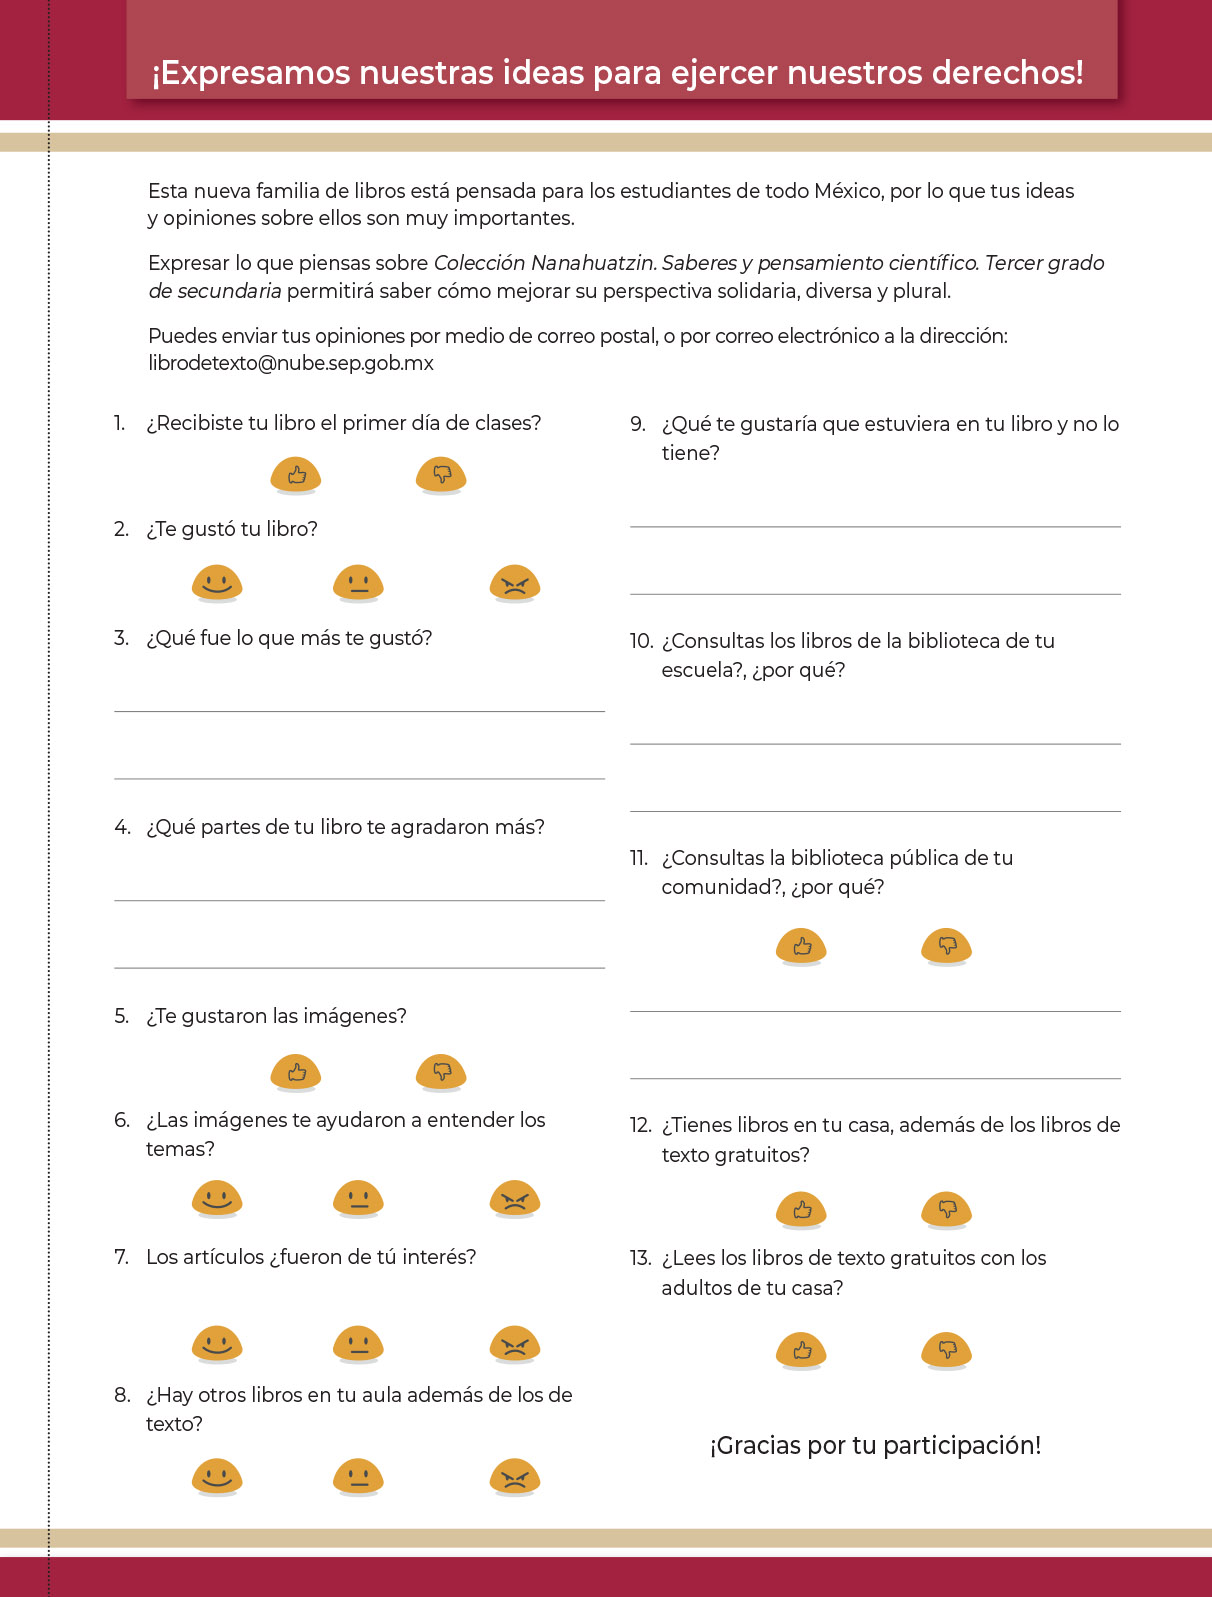 ¡Expresamos nuestras ideas para ejercer nuestros derechos!
Esta nueva familia de libros está pensada para los estudiantes de todo México, por lo que tus ideas
y opiniones sobre ellos son muy importantes.
Expresar lo que piensas sobre Colección Nanahuatzin. Saberes y pensamiento científico. Tercer grado
de secundaria permitirá saber cómo mejorar su perspectiva solidaria, diversa y plural.
Puedes enviar tus opiniones por medio de correo postal, o por correo electrónico a la dirección:
librodetexto@nube.sep.gob.mx
1. ¿Recibiste tu libro el primer día de clases?
2. ¿Te gustó tu libro?
3. ¿Qué fue lo que más te gustó?
4. ¿Qué partes de tu libro te agradaron más?
5. ¿Te gustaron las imágenes?
6. ¿Las imágenes te ayudaron a entender los
temas?
7. Los artículos ¿fueron de tú interés?
8. ¿Hay otros libros en tu aula además de los de
texto?
9. ¿Qué te gustaría que estuviera en tu libro y no lo
tiene?
10. ¿Consultas los libros de la biblioteca de tu
escuela?, ¿por qué?
11. ¿Consultas la biblioteca pública de tu
comunidad?, ¿por qué?
12. ¿Tienes libros en tu casa, además de los libros de
texto gratuitos?
13. ¿Lees los libros de texto gratuitos con los
adultos de tu casa?
¡Gracias por tu participación!